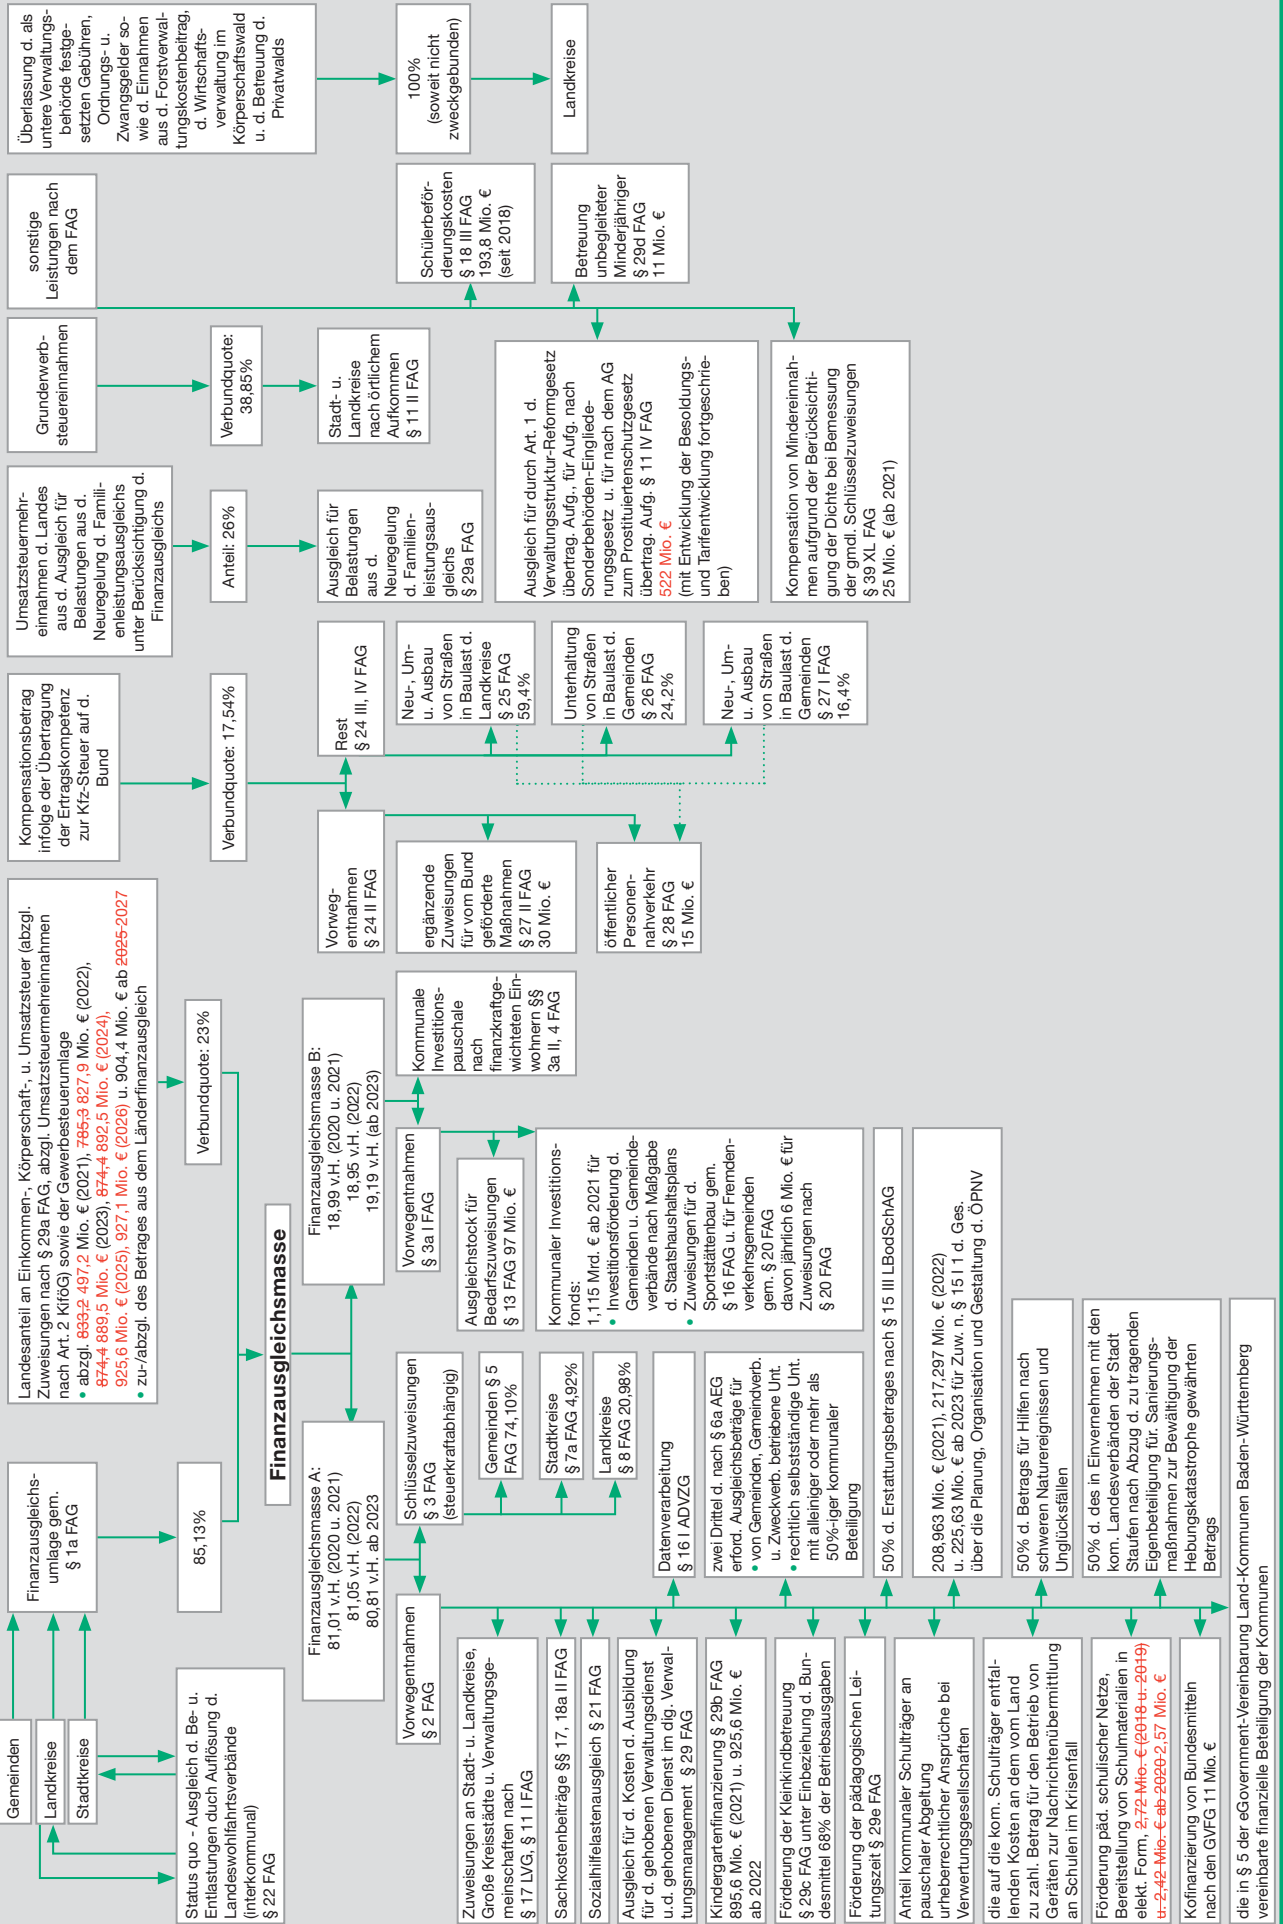 Gemeinden
Landkreise
Stadtkreise
Status quo - Ausgleich d. Be- u.
Entlastungen duch Auflösung d.
Landeswohlfahrtsverbände
(interkommunal)
§ 22 FAG
Finanzausgleichs-
umlage gem.
§ 1a FAG
85,13%
Landesanteil an Einkommen-, Körperschaft-, u. Umsatzsteuer (abzgl.
Zuweisungen nach § 29a FAG, abzgl. Umsatzsteuermehreinnahmen
nach Art. 2 KiföG) sowie der Gewerbesteuerumlage
• abzgl. 833,2 497,2 Mio. € (2021), 785,3 827,9 Mio. € (2022),
874,4 889,5 Mio. € (2023), 874,4 892,5 Mio. € (2024),
925,6 Mio. € (2025), 927,1 Mio. € (2026) u. 904,4 Mio. € ab 2025 2027
• zu-/abzgl. des Betrages aus dem Länderfinanzausgleich
Verbundquote: 23%
Finanzausgleichsmasse
Finanzausgleichsmasse A:
81,01 v.H. (2020 u. 2021)
81,05 v.H. (2022)
80,81 v.H. ab 2023
Finanzausgleichsmasse B:
18,99 v.H. (2020 u. 2021)
18,95 v.H. (2022)
19,19 v.H. (ab 2023)
Vorwegentnahmen
§ 2 FAG
Schlüsselzuweisungen
§ 3 FAG
(steuerkraftabhängig)
Gemeinden § 5
FAG 74,10%
Stadtkreise
§ 7a FAG 4,92%
Landkreise
§ 8 FAG 20,98%
Zuweisungen an Stadt- u. Landkreise,
Große Kreisstädte u. Verwaltungsge-
meinschaften nach
§ 17 LVG, § 11 I FAG
Sachkostenbeiträge §§ 17, 18a II FAG
Sozialhilfelastenausgleich § 21 FAG
Ausgleich für d. Kosten d. Ausbildung
für d. gehobenen Verwaltungsdienst
u.d. gehobenen Dienst im dig. Verwal-
tungsmanagement § 29 FAG
Kindergartenfinanzierung § 29b FAG
895,6 Mio. € (2021) u. 925,6 Mio. €
ab 2022
Förderung der Kleinkindbetreuung
§ 29c FAG unter Einbeziehung d. Bun-
desmittel 68% der Betriebsausgaben
Förderung der pädagogischen Lei-
tungszeit § 29e FAG
Anteil kommunaler Schulträger an
pauschaler Abgeltung
urheberrechtlicher Ansprüche bei
Verwertungsgesellschaften
die auf die kom. Schulträger entfal-
lenden Kosten an dem vom Land
zu zahl. Betrag für den Betrieb von
Geräten zur Nachrichtenübermittlung
an Schulen im Krisenfall
Förderung päd. schulischer Netze,
Bereitstellung von Schulmaterialien in
elekt. Form, 2,72 Mio. € (2018 u. 2019)
u. 2,42 Mio. € ab 2020 2,57 Mio. €
Kofinanzierung von Bundesmitteln
nach den GVFG 11 Mio. €
Datenverarbeitung
§ 16 I ADVZG
zwei Drittel d. nach § 6a AEG
erford. Ausgleichsbeträge für
• von Gemeinden, Gemeindverb.
u. Zweckverb. betriebene Unt.
• rechtlich selbstständige Unt.
mit alleiniger oder mehr als
50%-iger kommunaler
Beteiligung
50% d. Erstattungsbetrages nach § 15 III LBodSchAG
208,963 Mio. € (2021), 217,297 Mio. € (2022)
u. 225,63 Mio. € ab 2023 für Zuw. n. § 15 I 1 d. Ges.
über die Planung, Organisation und Gestaltung d. ÖPNV
50% d. Betrags für Hilfen nach
schweren Naturereignissen und
Unglücksfällen
50% d. des in Einvernehmen mit den
kom. Landesverbänden der Stadt
Staufen nach Abzug d. zu tragenden
Eigenbeteiligung für. Sanierungs-
maßnahmen zur Bewältigung der
Hebungskatastrophe gewährten
Betrags
die in § 5 der eGovernment-Vereinbarung Land-Kommunen Baden-Württemberg
vereinbarte finanzielle Beteiligung der Kommunen
Vorwegentnahmen
§ 3a I FAG
Kommunale
Investitions-
pauschale
nach
finanzkraftge-
wichteten Ein-
wohnern §§
3a II, 4 FAG
Ausgleichstock für
Bedarfszuweisungen
§ 13 FAG 97 Mio. €
Kommunaler Investitions-
fonds:
1,115 Mrd. € ab 2021 für
• Investitionsförderung d.
Gemeinden u. Gemeinde-
verbände nach Maßgabe
d. Staatshaushaltsplans
• Zuweisungen für d.
Sportstättenbau gem.
§ 16 FAG u. für Fremden-
verkehrsgemeinden
gem. § 20 FAG
davon jährlich 6 Mio. € für
Zuweisungen nach
§ 20 FAG
Kompensationsbetrag
infolge der Übertragung
der Ertragskompetenz
zur Kfz-Steuer auf d.
Bund
Verbundquote: 17,54%
Vorweg-
entnahmen
§ 24 II FAG
Rest
§ 24 III, IV FAG
ergänzende
Zuweisungen
für vom Bund
geförderte
Maßnahmen
§ 27 II FAG
30 Mio. €
öffentlicher
Personen-
nahverkehr
§ 28 FAG
15 Mio. €
Neu-, Um-
u. Ausbau
von Straßen
in Baulast d.
Landkreise
§ 25 FAG
59,4%
Unterhaltung
von Straßen
in Baulast d.
Gemeinden
§ 26 FAG
24,2%
Neu-, Um-
u. Ausbau
von Straßen
in Baulast d.
Gemeinden
§ 27 I FAG
16,4%
Umsatzsteuermehr-
einnahmen d. Landes
aus d. Ausgleich für
Belastungen aus d.
Neuregelung d. Famili-
enleistungsausgleichs
unter Berücksichtigung d.
Finanzausgleichs
Anteil: 26%
Ausgleich für
Belastungen
aus d.
Neuregelung
d. Familien-
leistungsaus-
gleichs
§ 29a FAG
Grunderwerb-
steuereinnahmen
Verbundquote:
38,85%
Stadt- u.
Landkreise
nach örtlichem
Aufkommen
§ 11 II FAG
sonstige
Leistungen nach
dem FAG
Schülerbeför-
derungskosten
§ 18 III FAG
193,8 Mio. €
(seit 2018)
Betreuung
unbegleiteter
Minderjähriger
§ 29d FAG
11 Mio. €
Ausgleich für durch Art. 1 d.
Verwaltungsstruktur-Reformgesetz
übertrag. Aufg., für Aufg. nach
Sonderbehörden-Eingliede-
rungsgesetz u. für nach dem AG
zum Prostituiertenschutzgesetz
übertrag. Aufg. § 11 IV FAG
522 Mio. €
(mit Entwicklung der Besoldungs-
und Tarifentwicklung fortgeschrie-
ben)
Kompensation von Mindereinnah-
men aufgrund der Berücksichti-
gung der Dichte bei Bemessung
der gmdl. Schlüsselzuweisungen
§ 39 XL FAG
25 Mio. € (ab 2021)
Überlassung d. als
untere Verwaltungs-
behörde festge-
setzten Gebühren,
Ordnungs- u.
Zwangsgelder so-
wie d. Einnahmen
aus d. Forstverwal-
tungskostenbeitrag,
d. Wirtschafts-
verwaltung im
Körperschaftswald
u. d. Betreuung d.
Privatwalds
100%
(soweit nicht
zweckgebunden)
Landkreise